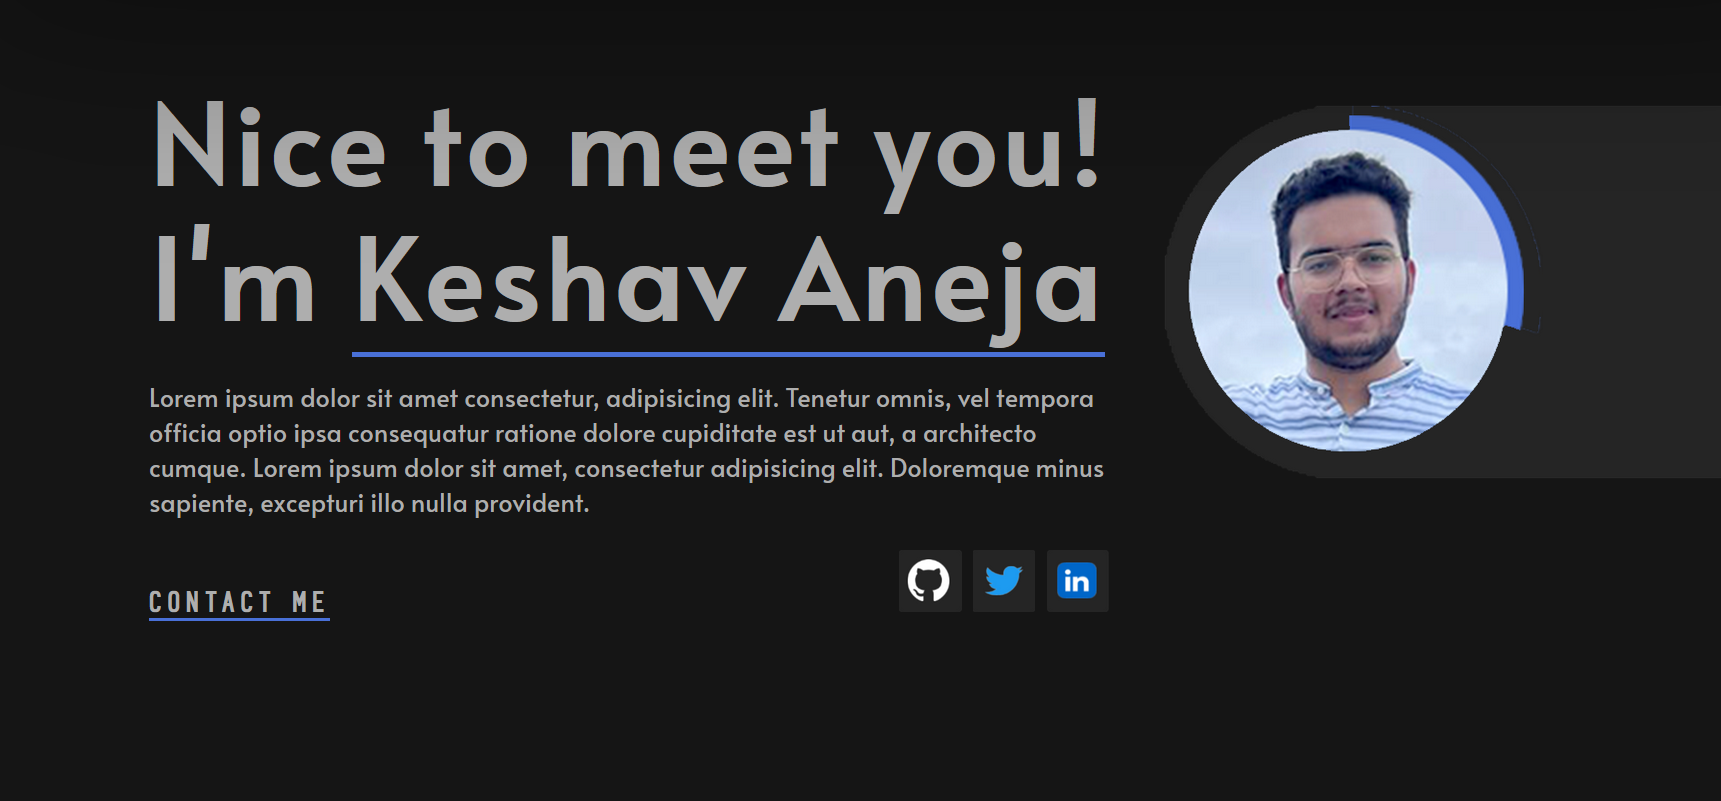 Nice to meet you!
I'm Keshav Aneja
Lorem ipsum dolor sit amet consectetur, adipisicing elit. Tenetur omnis, vel tempora
officia optio ipsa consequatur ratione dolore cupiditate est ut aut, a architecto
cumque. Lorem ipsum dolor sit amet, consectetur adipisicing elit. Doloremque minus
sapiente, excepturi illo nulla provident.
in
CONTACT ME